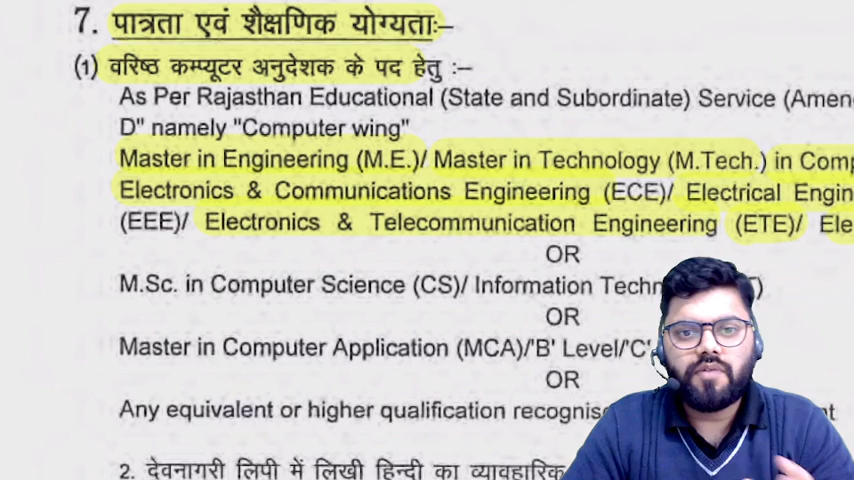 7. पात्रता एवं शैक्षणिक योग्यताः–
(1) वरिष्ठ कम्प्यूटर अनुदेशक के पद हेतु :–
As Per Rajasthan Educational (State and Subordinate) Service
D" namely "Computer wing"
Master in Engineering (M.E.)/ Master in Technology (M.Tech.) in
Electronics & Communications Engineering (ECE)/ Electrical
(EEE)/ Electronics & Telecommunication Engineering (ETE)/
OR
M.Sc. in Computer Science (CS)/ Information
OR
Master in Computer Application (MCA)/'B' Level/'C'
OR
Any equivalent or higher qualification
2. देवनागरी लिपि में लिखी हिन्दी का व्यावहारिक